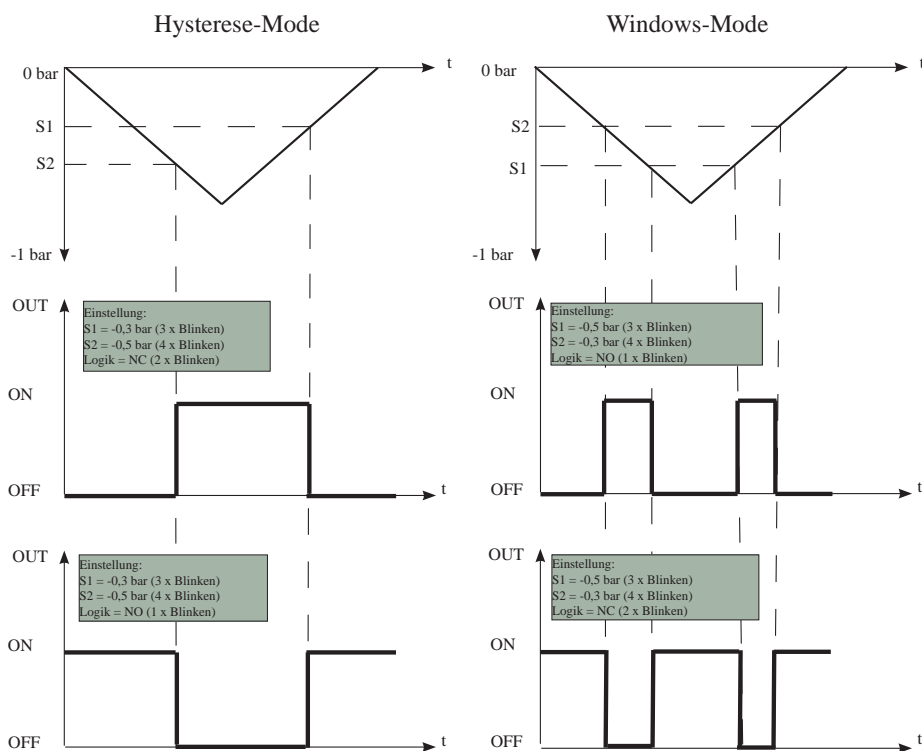 Hysterese-Mode
0 bar
t
S1
S2
-1 bar
OUT
Einstellung:
S1 = -0,3 bar (3 x Blinken)
S2 = -0,5 bar (4 x Blinken)
Logik = NC (2 x Blinken)
ON
OFF
t
OUT
Einstellung:
S1 = -0,3 bar (3 x Blinken)
S2 = -0,5 bar (4 x Blinken)
Logik = NO (1 x Blinken)
ON
OFF
t
Windows-Mode
0 bar
t
S2
S1
-1 bar
OUT
Einstellung:
S1 = -0,5 bar (3 x Blinken)
S2 = -0,3 bar (4 x Blinken)
Logik = NO (1 x Blinken)
ON
OFF
t
OUT
Einstellung:
S1 = -0,5 bar (3 x Blinken)
S2 = -0,3 bar (4 x Blinken)
Logik = NC (2 x Blinken)
ON
OFF
t